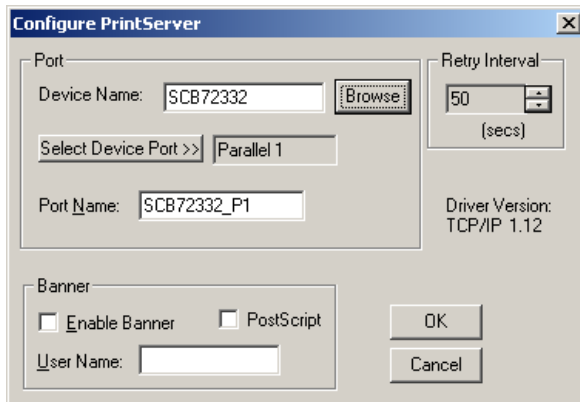 Configure PrintServer
Port
Device Name: SCB72332 Browse
Select Device Port >> Parallel 1
Port Name: SCB72332_P1
Retry Interval
50
(secs)
Driver Version:
TCP/IP 1.12
Banner
Enable Banner PostScript
User Name:
OK
Cancel